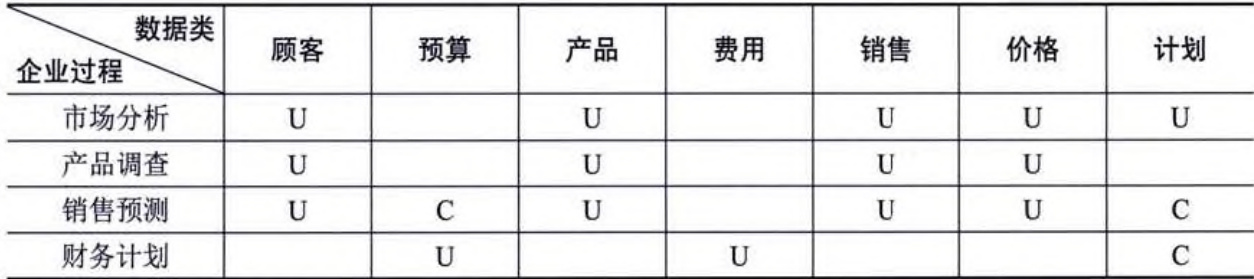 数据类
企业过程 顾客 预算 产品 费用 销售 价格 计划
市场分析 U U U U U
产品调查 U U U U
销售预测 U C U U U C
财务计划 U U C